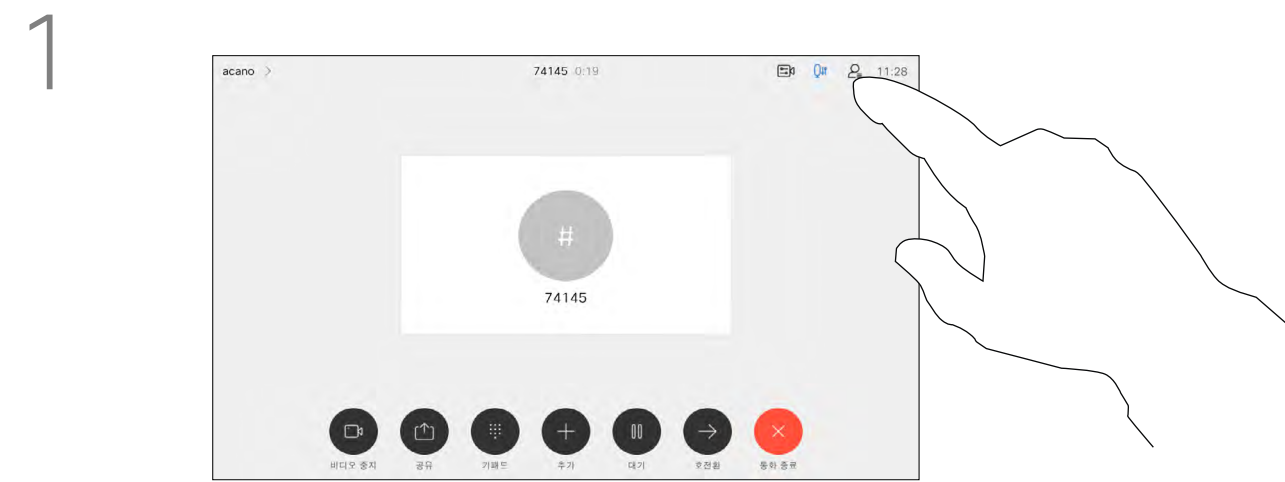 1
acano >
74145 0:19
11:28
#
74145
비디오 중지
공유
키패드
추가
대기
호전환
통화 종료